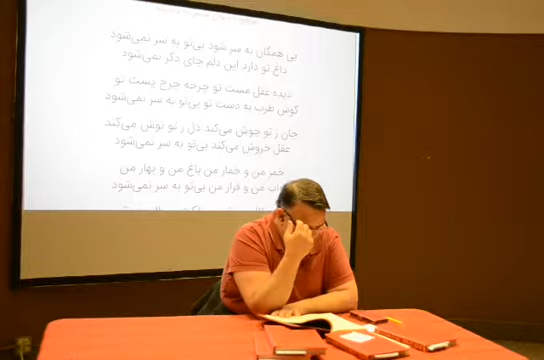 بی همگان به سر شود بی‌تو به سر نمی‌شود
داغ تو دارد این دلم جای دگر نمی‌شود
دیده عقل مست تو چرخه چرخ پست تو
گوش طرب به دست تو بی‌تو به سر نمی‌شود
جان ز تو جوش می‌کند دل ز تو نوش می‌کند
عقل خروش می‌کند بی‌تو به سر نمی‌شود
خمر من و خمار من باغ من و بهار من
خواب من و قرار من بی‌تو به سر نمی‌شود